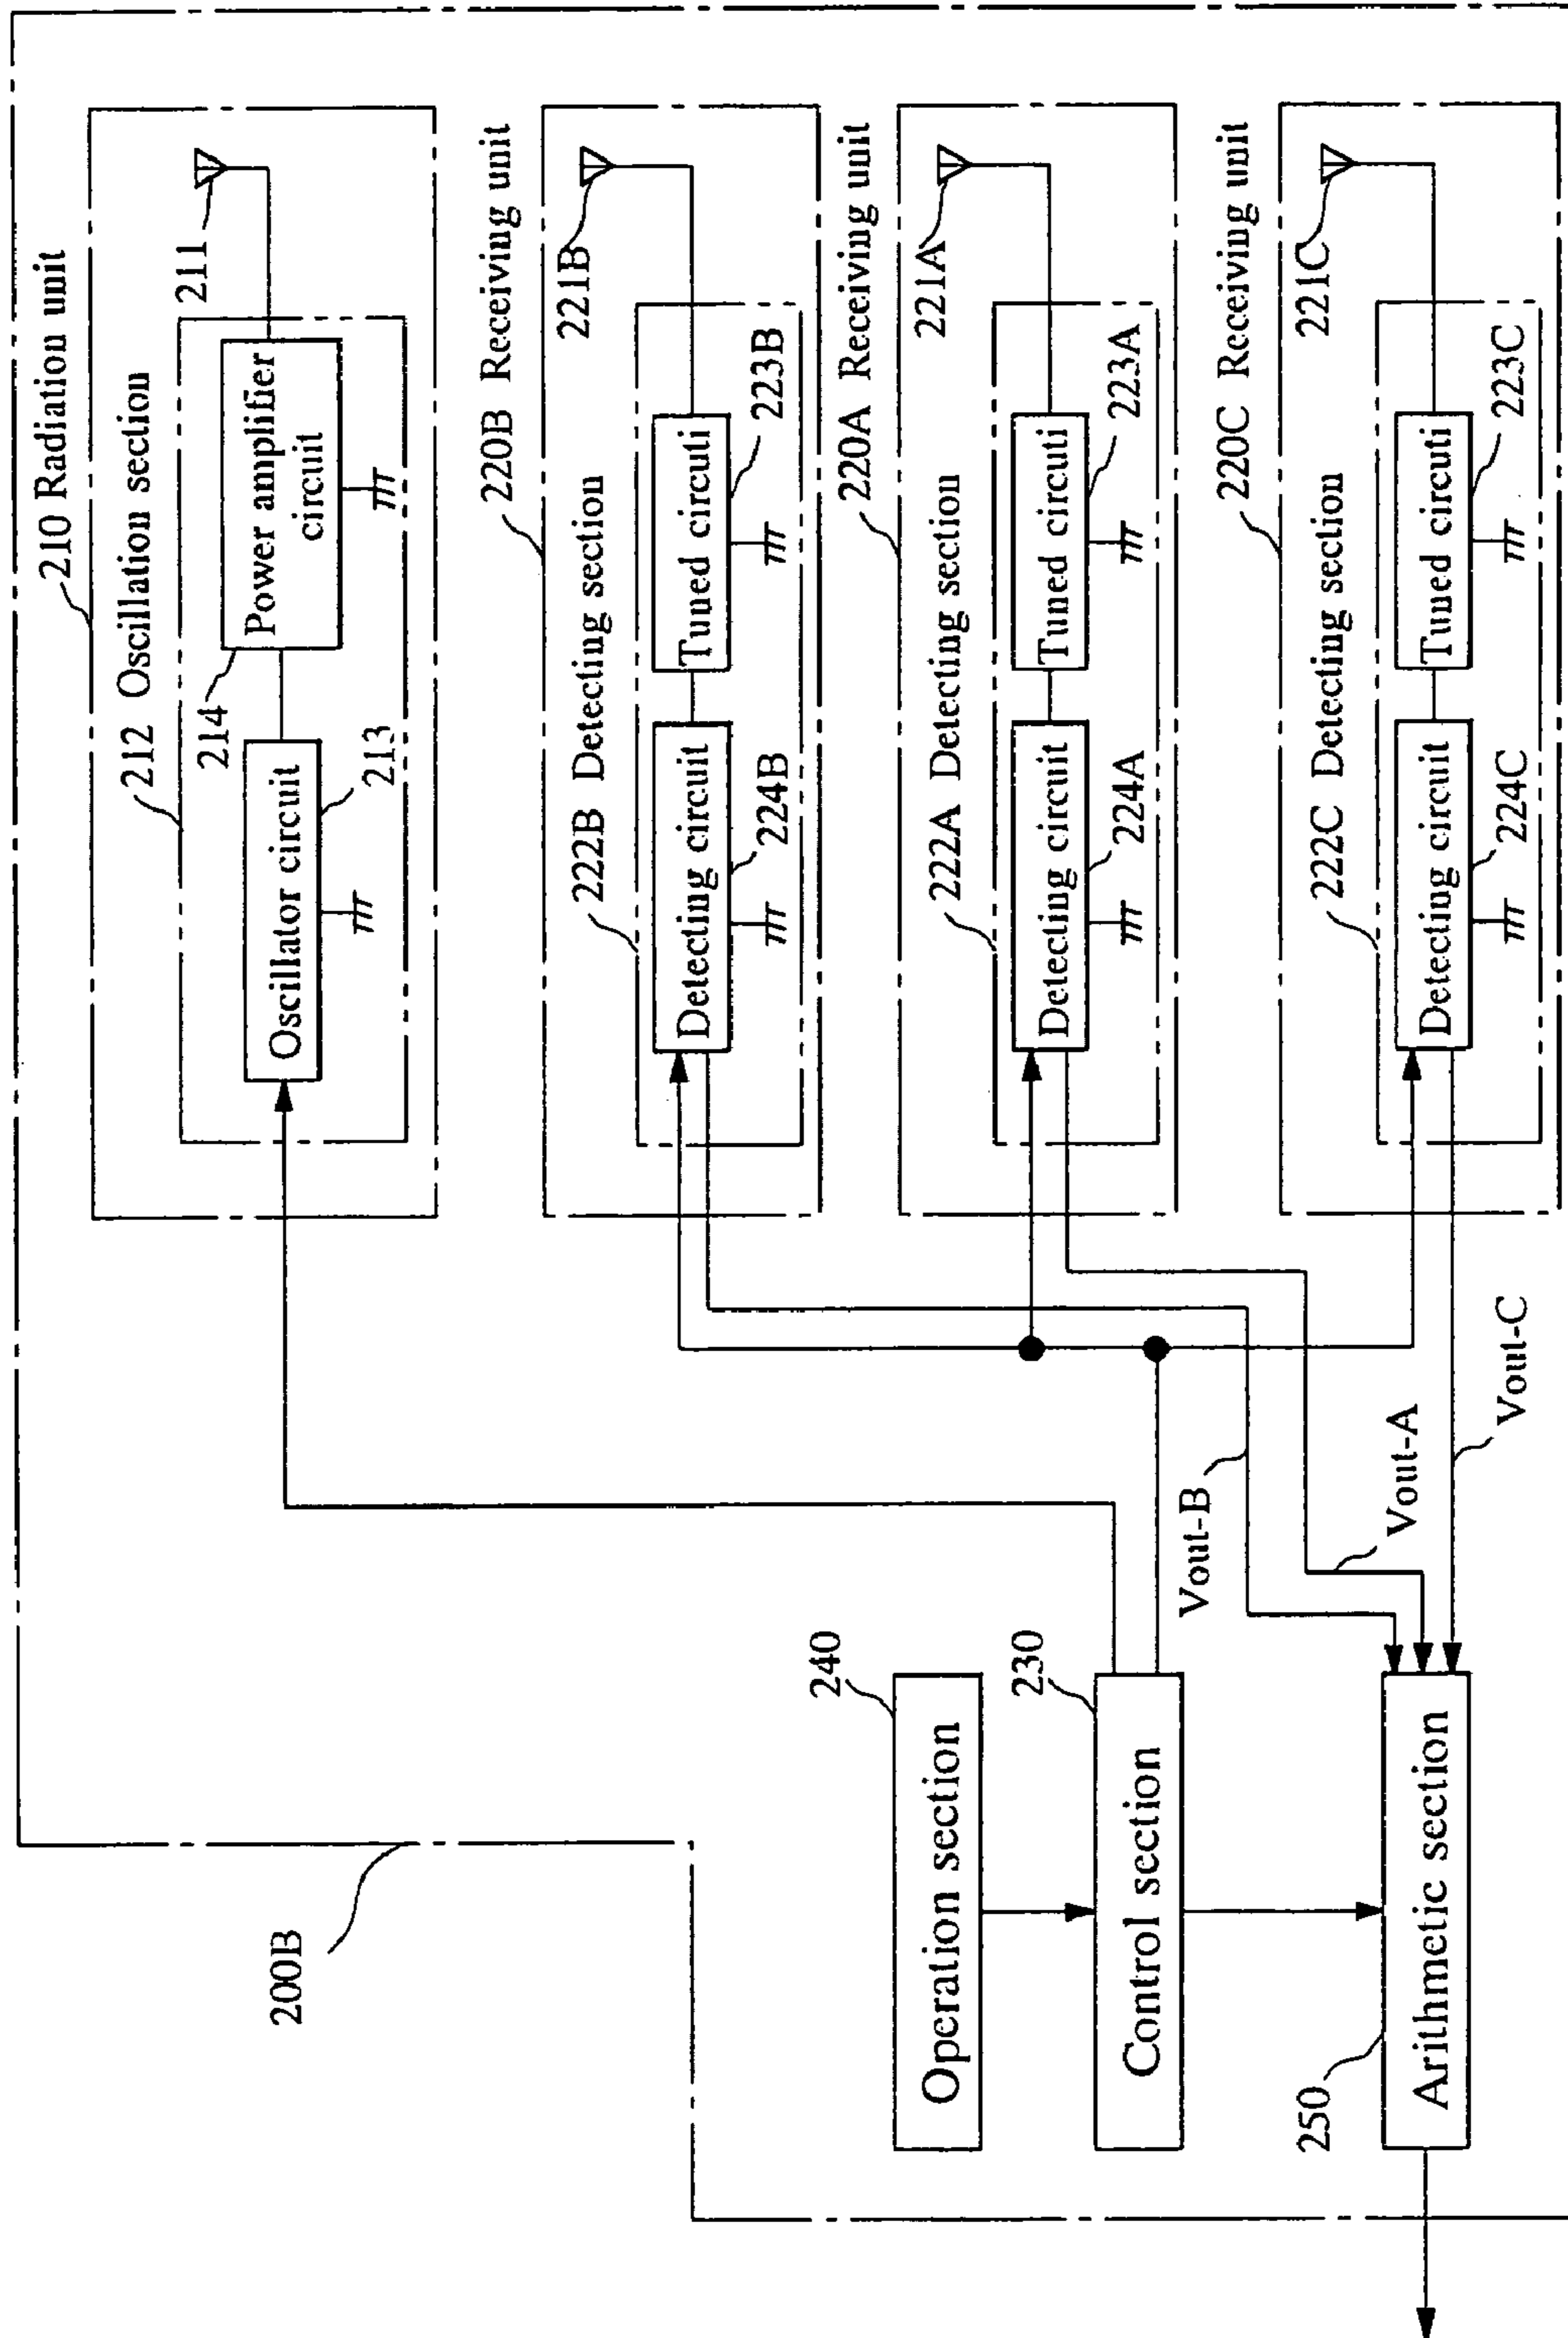 210 Radiation unit
212 Oscillation section
211
214
Power amplifier
circuit
Oscillator circuit
213
220B Receiving unit
221B
222B Detecting section
Tuned circuti
223B
Detecting circuit
224B
220A Receiving unit
221A
222A Detecting section
Tuned circuti
223A
Detecting circuit
224A
220C Receiving unit
221C
222C Detecting section
Tuned circuti
223C
Detecting circuit
224C
200B
240
Operation section
230
Control section
250
Arithmetic section
Vout-B
Vout-A
Vout-C